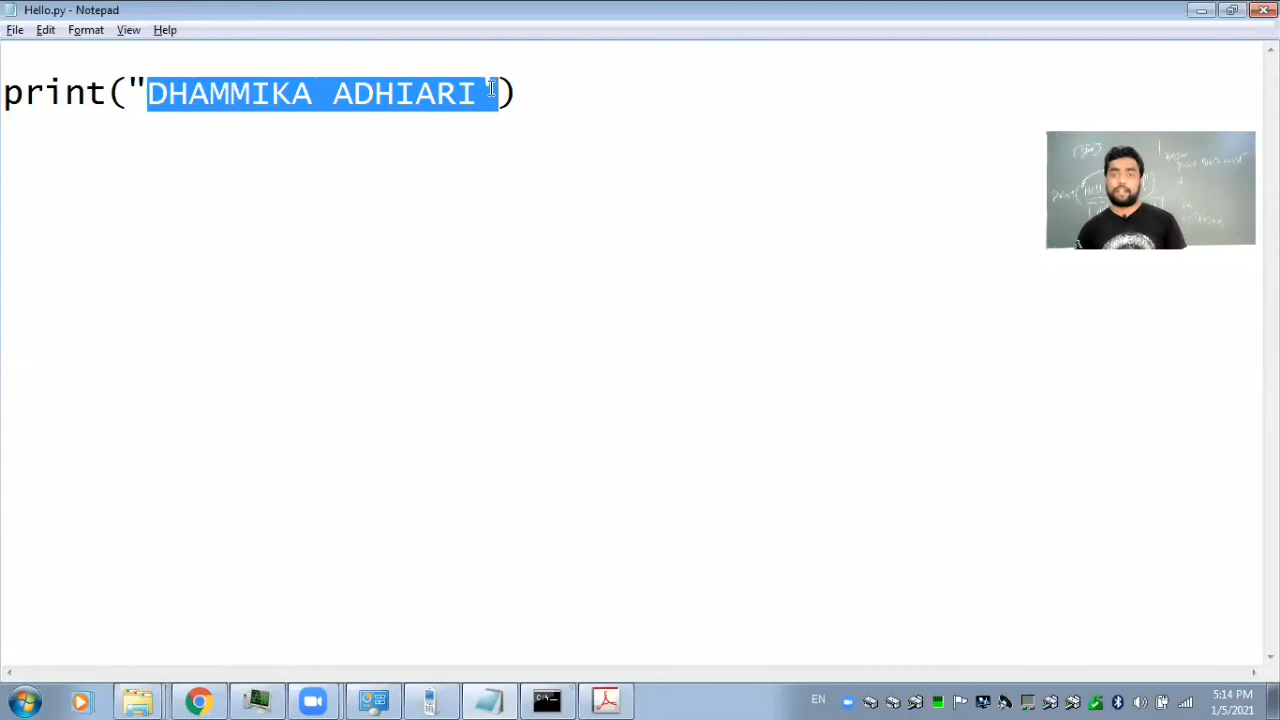 Hello.py - Notepad
File Edit Format View Help
print("DHAMMIKA ADHIARI")
EN
5:14 PM
1/5/2021